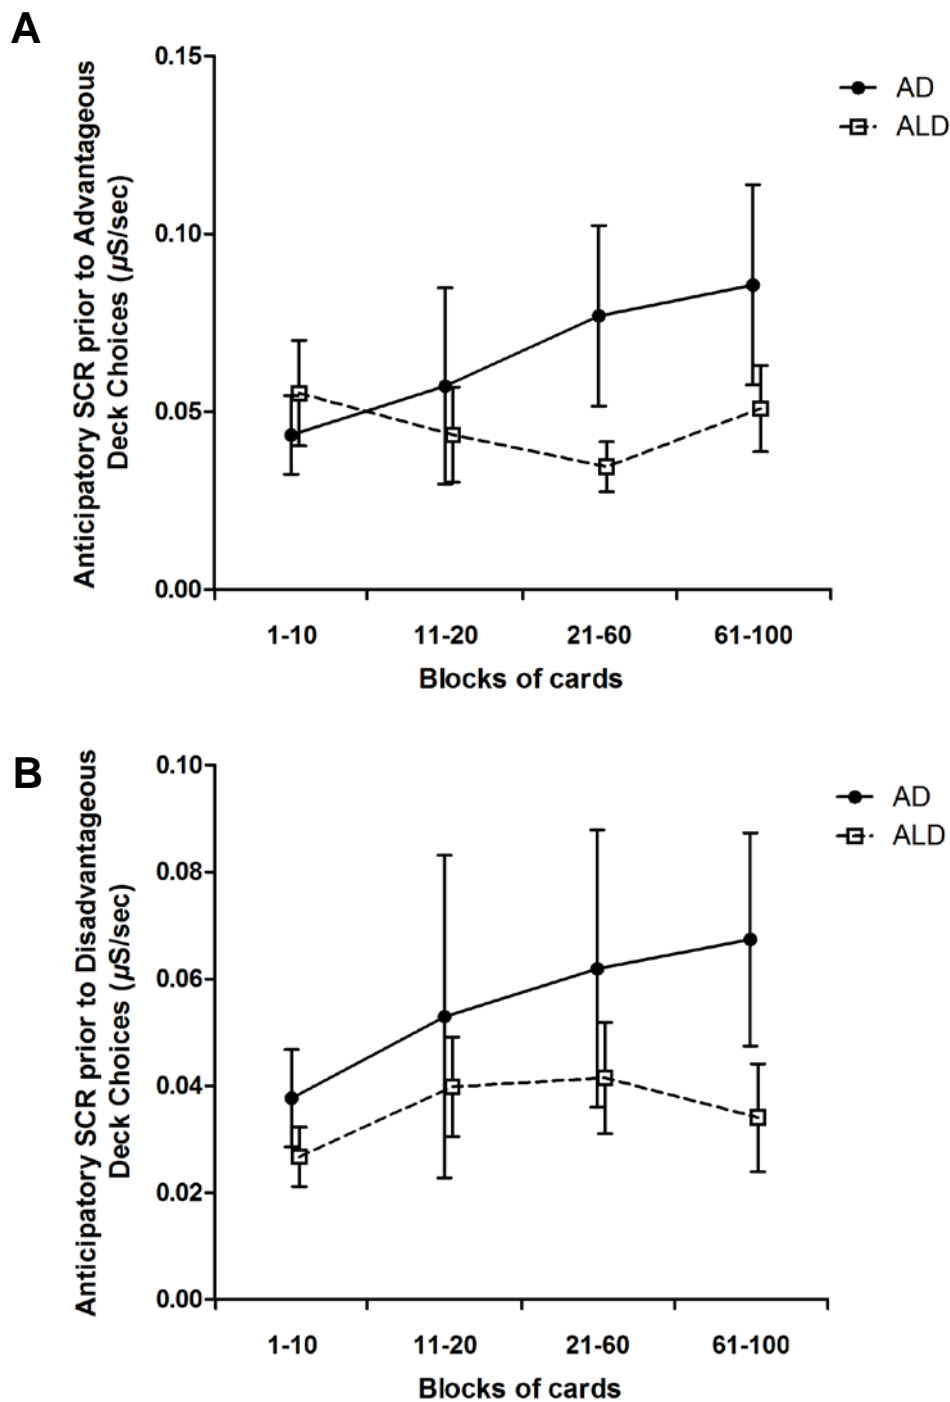 A
Anticipatory SCR prior to Advantageous
Deck Choices (µS/sec)
0.15
0.10
0.05
0.00
AD
ALD
1-10 11-20 21-60 61-100
Blocks of cards
B
Anticipatory SCR prior to Disadvantageous
Deck Choices (µS/sec)
0.10
0.08
0.06
0.04
0.02
0.00
AD
ALD
1-10 11-20 21-60 61-100
Blocks of cards